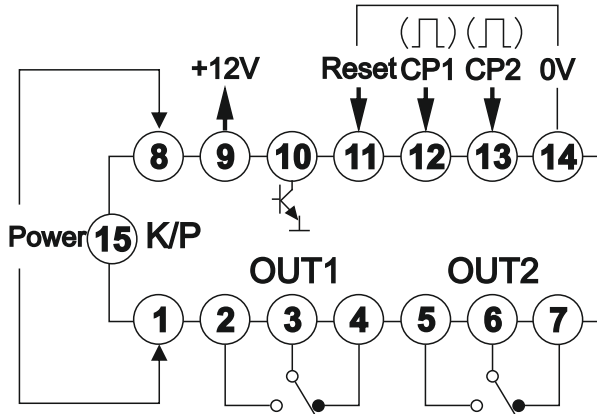 Reset CP1 CP2 0V
+12V
8 9 10 11 12 13 14
Power 15 K/P
OUT1 OUT2
1 2 3 4 5 6 7